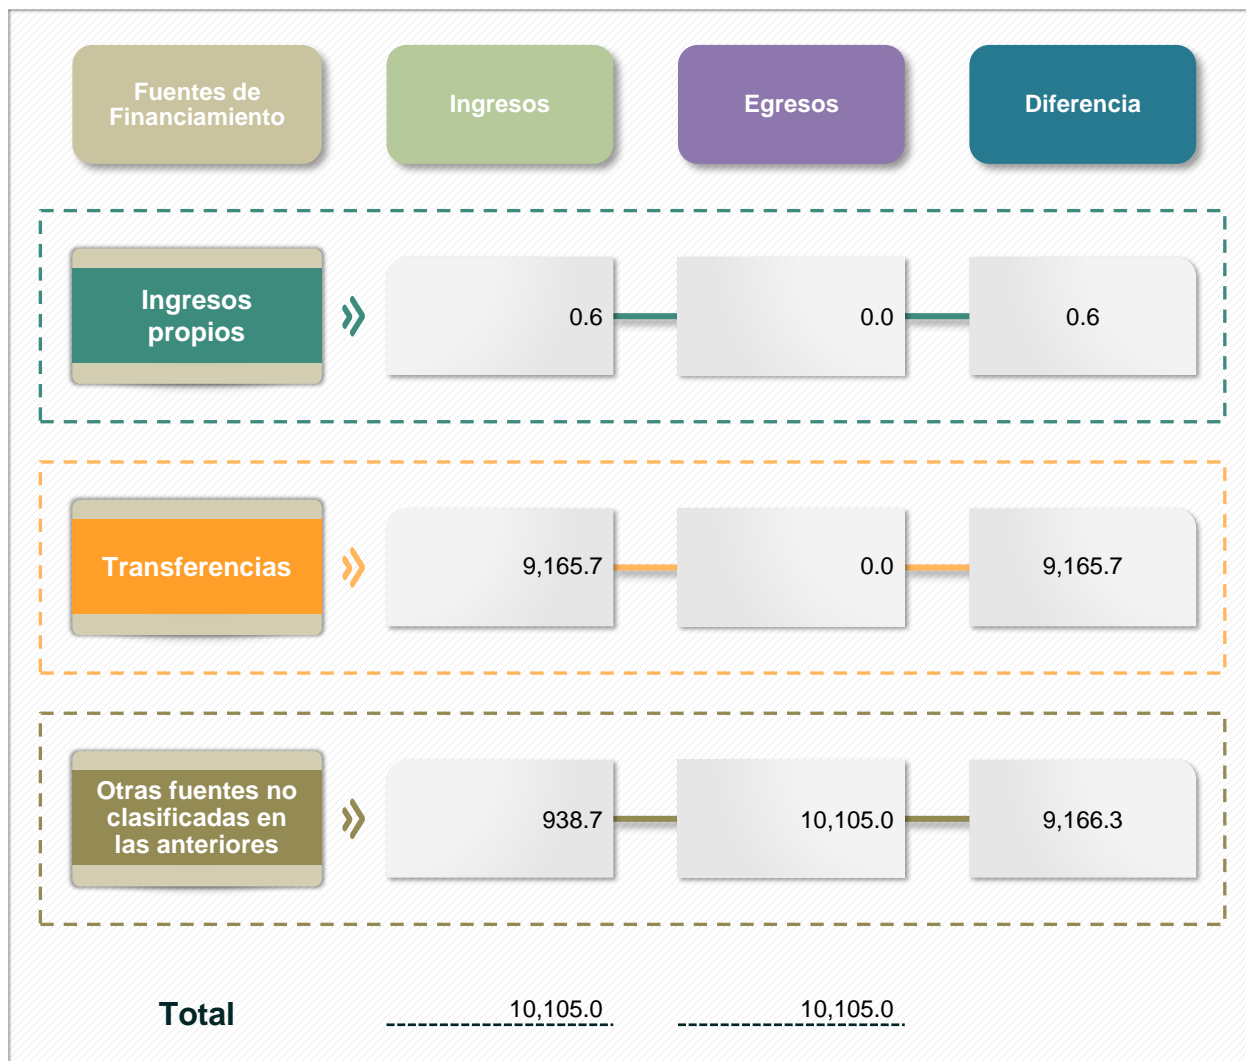 Fuentes de
Financiamiento
Ingresos
Egresos
Diferencia
Ingresos
propios
0.6
0.0
0.6
Transferencias
9,165.7
0.0
9,165.7
Otras fuentes no
clasificadas en
las anteriores
938.7
10,105.0
9,166.3
Total
10,105.0
10,105.0